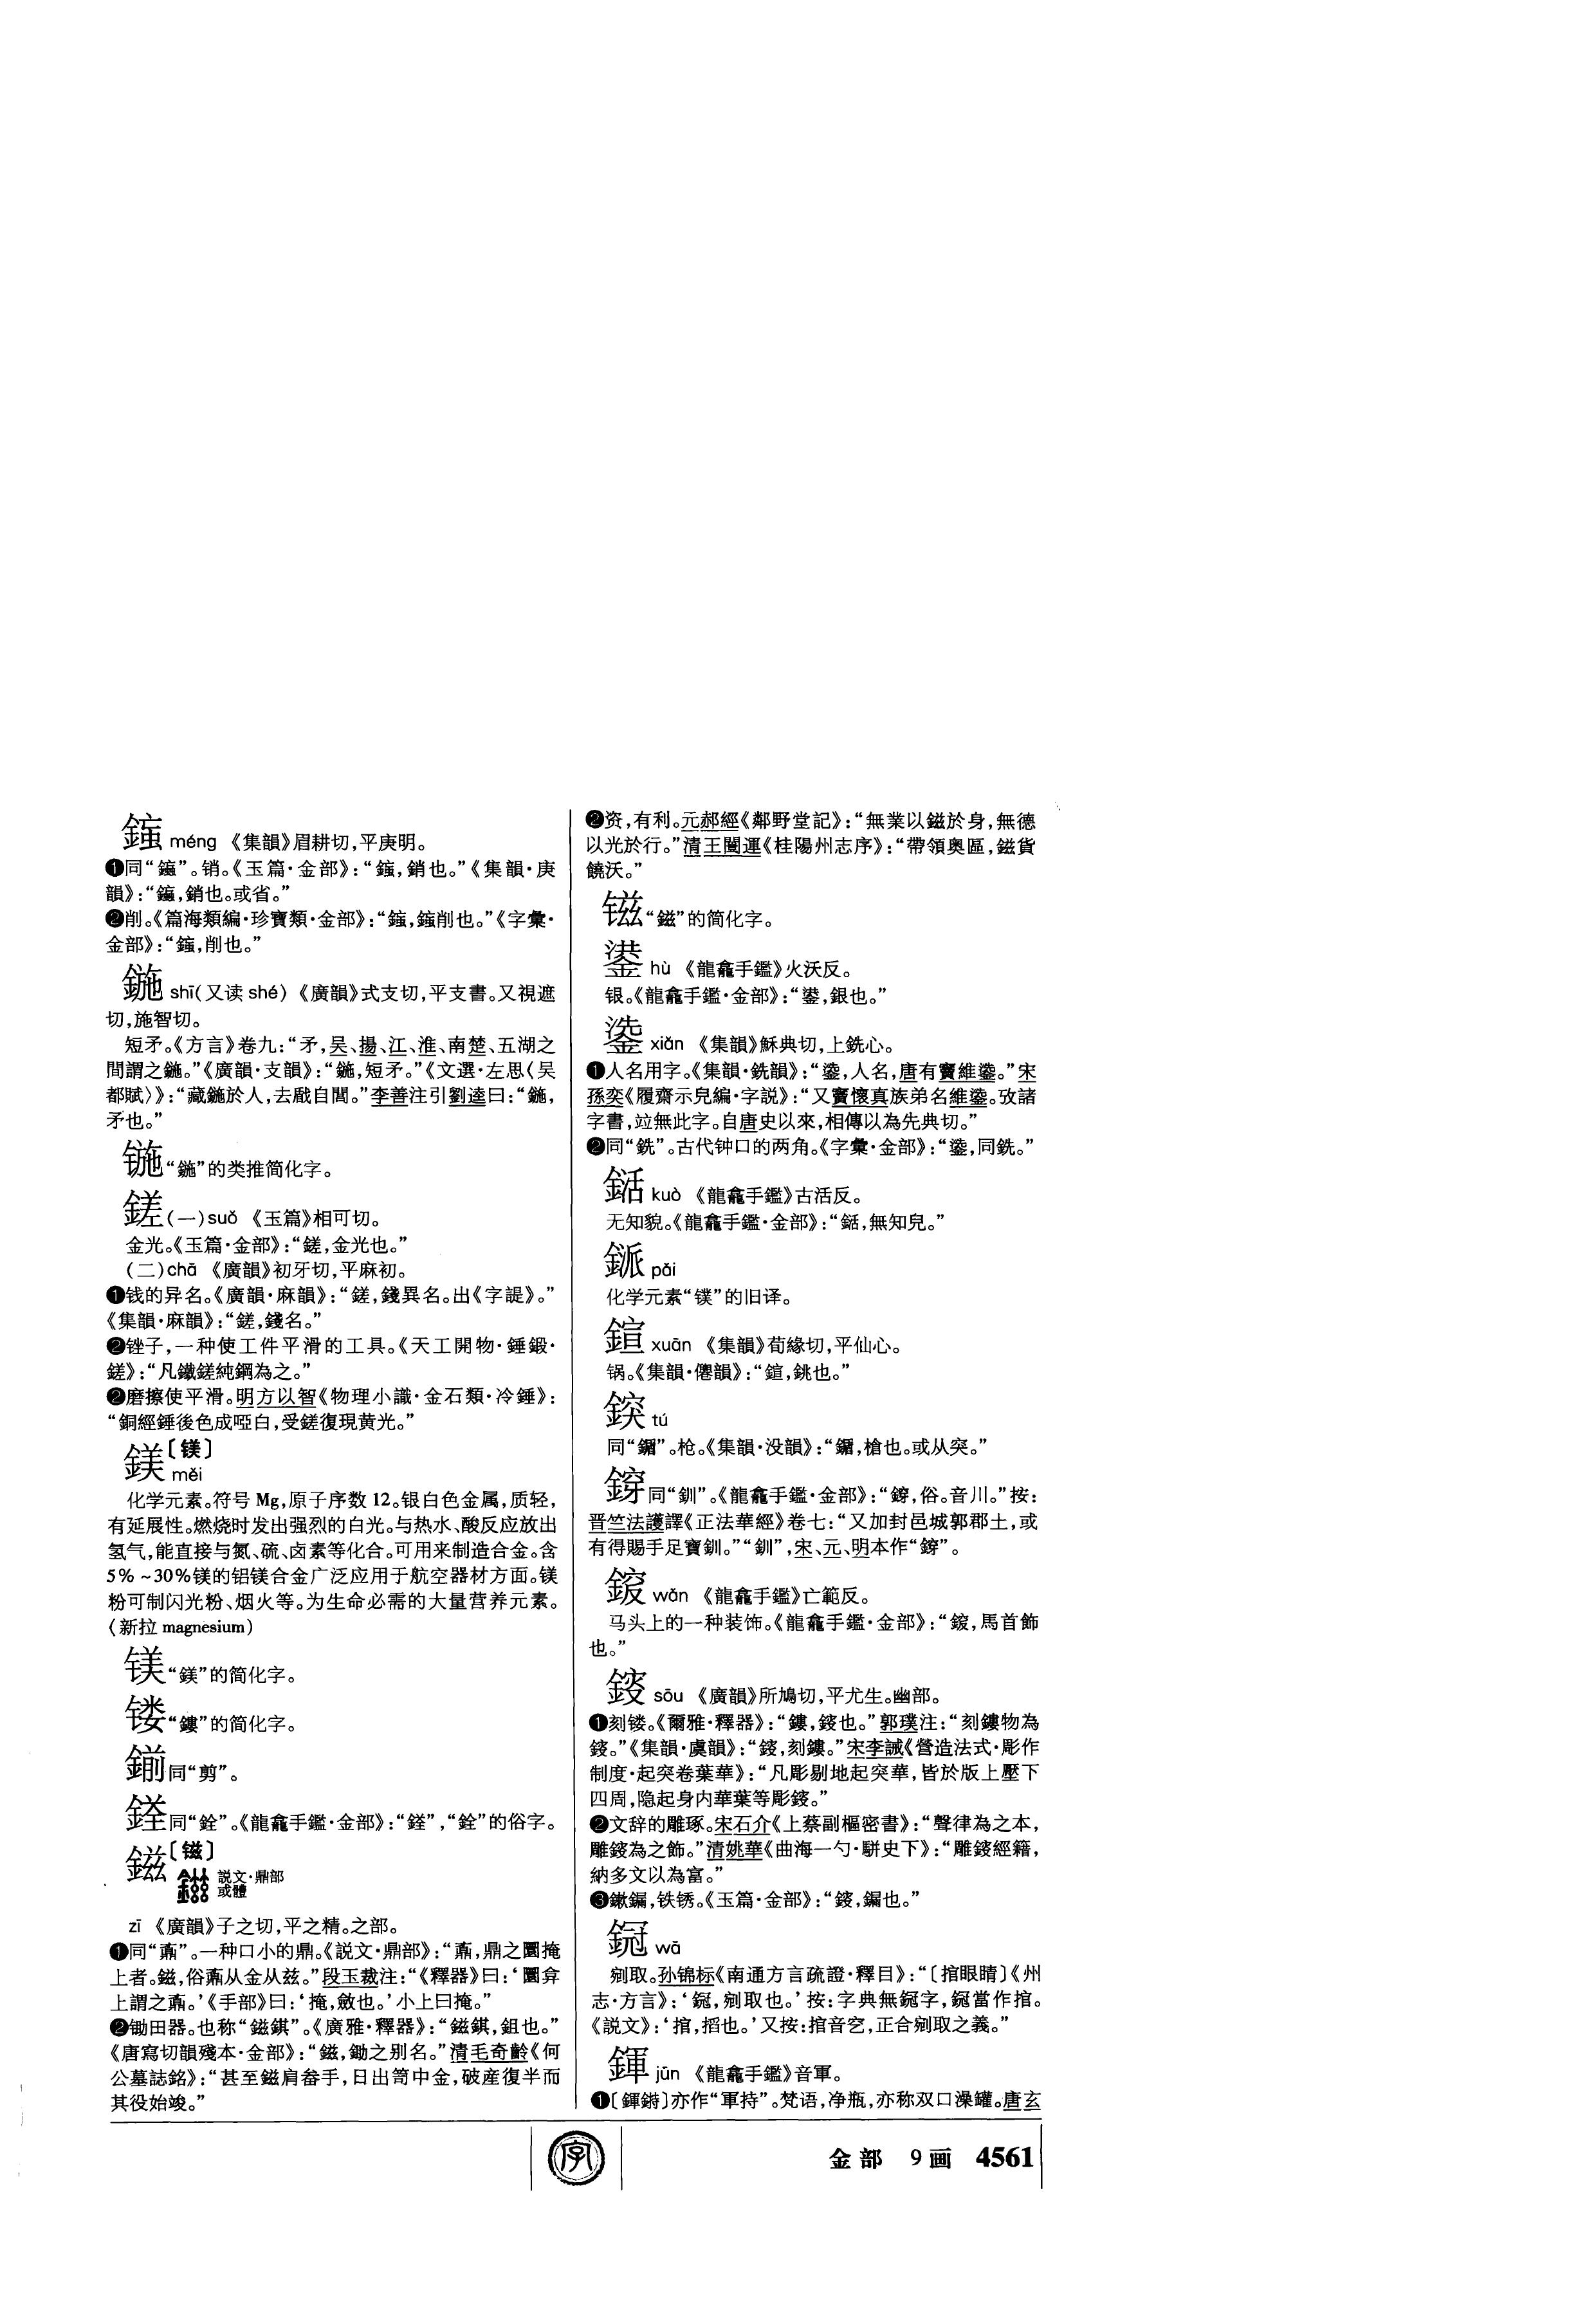 méng 《集韻》眉耕切,平庚明。
❶同“”。销。《玉篇·金部》:“,銷也。”《集韻·庚
韻》:“,銷也。或省。”
❷削。《篇海類編·珍寶類·金部》:“,削也。”《字彙·
金部》:“,削也。”
鍦 shī(又读 shé) 《廣韻》式支切,平支書。又視遮
切,施智切。
短矛。《方言》卷九:“矛,吴、揚、江、淮、南楚、五湖之
間謂之鍦。”《廣韻·支韻》:“鍦,短矛。”《文選·左思〈吴
都賦〉》:“藏鍦於人,去戙自閭。”李善注引劉逵曰:“鍦,
矛也。”
“鍦”的类推简化字。
鎈(一)suǒ 《玉篇》相可切。
金光。《玉篇·金部》:“鎈,金光也。”
(二)chā 《廣韻》初牙切,平麻初。
❶钱的异名。《廣韻·麻韻》:“鎈,錢異名。出《字諟》。”
《集韻·麻韻》:“鎈,錢名。”
❷锉子,一种使工件平滑的工具。《天工開物·錘鍛·
鎈》:“凡鐵鎈純鋼為之。”
❷磨擦使平滑。明方以智《物理小識·金石類·冷錘》:
“銅經錘後色成啞白,受鎈復現黄光。”
鎂〔镁〕
měi
化学元素。符号 Mg,原子序数 12。银白色金属,质轻,
有延展性。燃烧时发出强烈的白光。与热水、酸反应放出
氢气,能直接与氮、硫、卤素等化合。可用来制造合金。含
5%~30%镁的铝镁合金广泛应用于航空器材方面。镁
粉可制闪光粉、烟火等。为生命必需的大量营养元素。
(新拉 magnesium)
镁“鎂”的简化字。
镂“鏤”的简化字。
鎆同“剪”。
同“銓”。《龍龕手鑑·金部》:“”,“銓”的俗字。
鎡〔镃〕
説文·鼎部
或體
zī 《廣韻》子之切,平之精。之部。
❶同“鼒”。一种口小的鼎。《説文·鼎部》:“鼒,鼎之圜掩
上者。鎡,俗鼒从金从兹。”段玉裁注:“《釋器》曰:‘圜弇
上謂之鼒。’《手部》曰:‘掩,斂也。’小上曰掩。”
❷锄田器。也称“鎡錤”。《廣雅·釋器》:“鎡錤,鉏也。”
《唐寫切韻殘本·金部》:“鎡,鋤之别名。”清毛奇齡《何
公墓誌銘》:“甚至鎡肩畚手,日出笥中金,破産復半而
其役始竣。”
❷资,有利。元郝經《鄰野堂記》:“無業以鎡於身,無德
以光於行。”清王闓運《桂陽州志序》:“帶領奥區,鎡貨
饒沃。”
镃“鎡”的简化字。
hù 《龍龕手鑑》火沃反。
银。《龍龕手鑑·金部》:“,銀也。”
xiǎn 《集韻》穌典切,上銑心。
❶人名用字。《集韻·銑韻》:“,人名,唐有竇維。”宋
孫奕《履齋示兒編·字説》:“又竇懷真族弟名維。攷諸
字書,竝無此字。自唐史以來,相傳以為先典切。”
❷同“銑”。古代钟口的两角。《字彙·金部》:“,同銑。”
kuò 《龍龕手鑑》古活反。
无知貌。《龍龕手鑑·金部》:“,無知皃。”
pài
化学元素“镤”的旧译。
鍹 xuān 《集韻》荀緣切,平仙心。
锅。《集韻·僊韻》:“鍹,銚也。”
鎫 tú
同“”。枪。《集韻·没韻》:“,槍也。或从突。”
同“釧”。《龍龕手鑑·金部》:“,俗。音川。”按:
晋竺法護譯《正法華經》卷七:“又加封邑城郭郡土,或
有得賜手足寶釧。”“釧”,宋、元、明本作“”。
鋄 wǎn 《龍龕手鑑》亡範反。
马头上的一种装饰。《龍龕手鑑·金部》:“,馬首飾
也。”
鎪 sōu 《廣韻》所鳩切,平尤生。幽部。
❶刻镂。《爾雅·釋器》:“鏤,鎪也。”郭璞注:“刻鏤物為
鎪。”《集韻·虞韻》:“鎪,刻鏤。”宋李誡《營造法式·彫作
制度·起突卷葉華》:“凡彫剔地起突華,皆於版上壓下
四周,隐起身内華葉等彫鎪。”
❷文辞的雕琢。宋石介《上蔡副樞密書》:“聲律為之本,
雕鎪為之飾。”清姚華《曲海一勺·駢史下》:“雕鎪經籍,
納多文以為富。”
❸鏉鏥,铁锈。《玉篇·金部》:“鎪,鏥也。”
wā
剜取。孙锦标《南通方言疏證·釋目》:“〔捾眼睛〕《州
志·方言》:‘,剜取也。’按:字典無字,當作捾。
《説文》:‘捾,搯也。’又按:捾音穵,正合剜取之義。”
鍕 jūn 《龍龕手鑑》音軍。
❶〔鍕鍗〕亦作“軍持”。梵语,净瓶,亦称双口澡罐。唐玄
字
金部 9画 4561